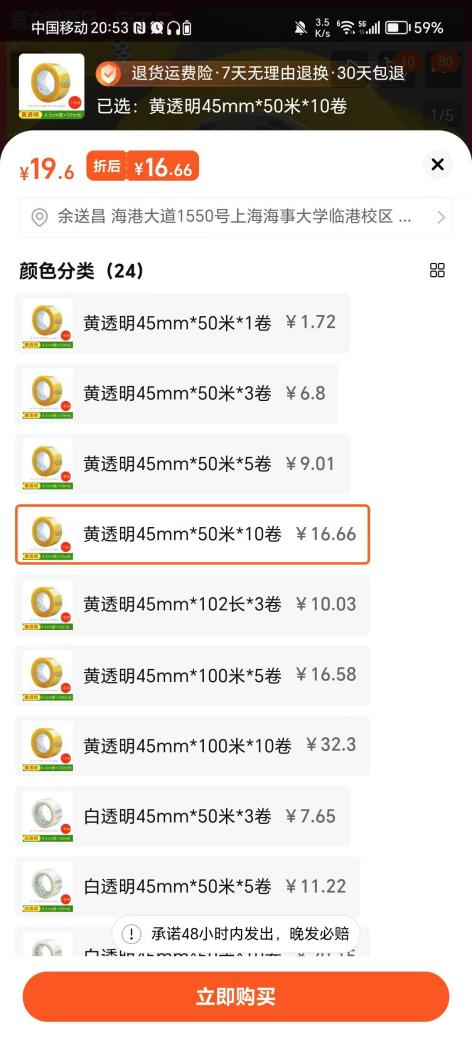 中国移动 20:53
3.5 K/s 59%
退货运费险·7天无理由退换·30天包退
已选：黄透明45mm*50米*10卷
1/5
¥19.6 折后 ¥16.66
余送昌 海港大道1550号上海海事大学临港校区 ...
颜色分类（24）
黄透明45mm*50米*1卷 ¥1.72
黄透明45mm*50米*3卷 ¥6.8
黄透明45mm*50米*5卷 ¥9.01
黄透明45mm*50米*10卷 ¥16.66
黄透明45mm*102长*3卷 ¥10.03
黄透明45mm*100米*5卷 ¥16.58
黄透明45mm*100米*10卷 ¥32.3
白透明45mm*50米*3卷 ¥7.65
白透明45mm*50米*5卷 ¥11.22
承诺48小时内发出，晚发必赔
立即购买